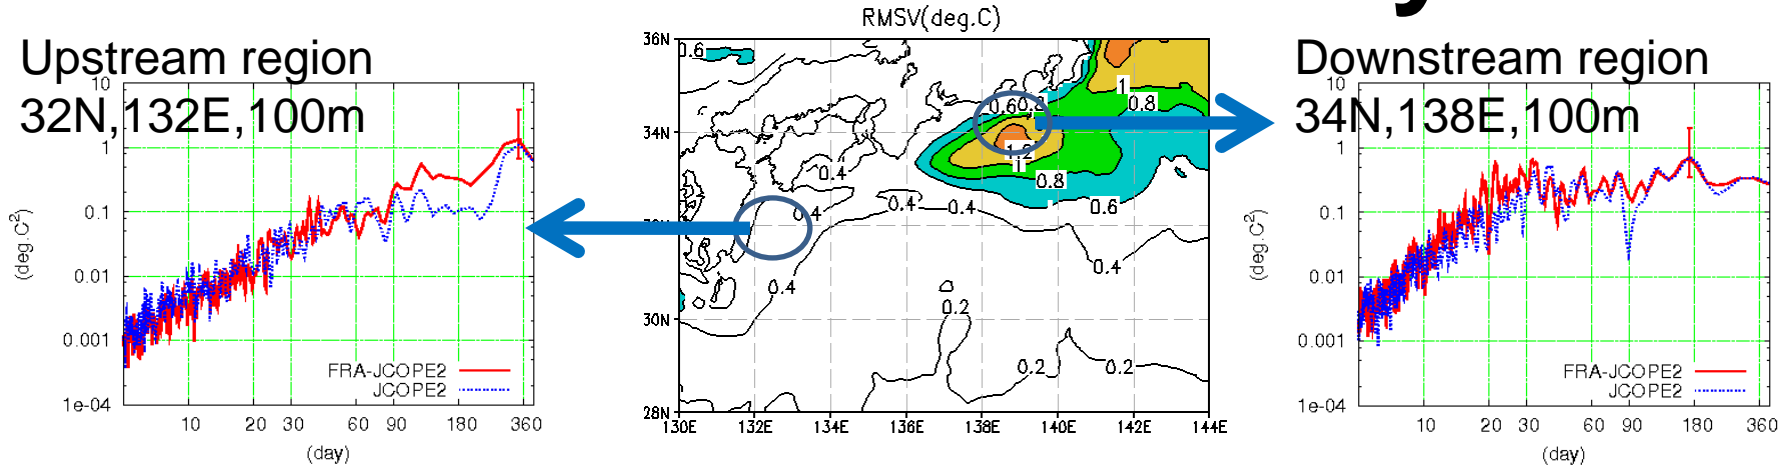 y
Upstream region
32N,132E,100m
10
1
0.1
0.01
0.001
1e-04
(deg.C²)
FRA-JCOPE2
JCOPE2
10 20 30 60 90 180 360
(day)
RMSV(deg.C)
36N
34N
30N
28N
130E 132E 134E 136E 138E 140E 142E 144E
0.6
1
0.8
0.6
0.8
1.2
1
0.4
0.8
0.4
0.4
0.4
0.6
0.4
0.4
0.2
0.2
0.2
Downstream region
34N,138E,100m
10
1
0.1
0.01
0.001
1e-04
(deg.C²)
FRA-JCOPE2
JCOPE2
10 20 30 60 90 180 360
(day)